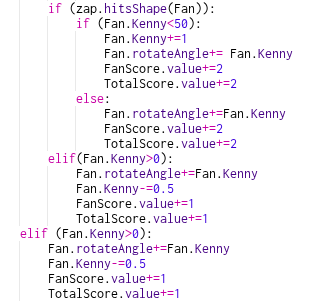 if (zap.hitsShape(Fan)):
if (Fan.Kenny<50):
Fan.Kenny+=1
Fan.rotateAngle+= Fan.Kenny
FanScore.value+=2
TotalScore.value+=2
else:
Fan.rotateAngle+=Fan.Kenny
FanScore.value+=2
TotalScore.value+=2
elif(Fan.Kenny>0):
Fan.rotateAngle+=Fan.Kenny
Fan.Kenny-=0.5
FanScore.value+=1
TotalScore.value+=1
elif (Fan.Kenny>0):
Fan.rotateAngle+=Fan.Kenny
Fan.Kenny-=0.5
FanScore.value+=1
TotalScore.value+=1